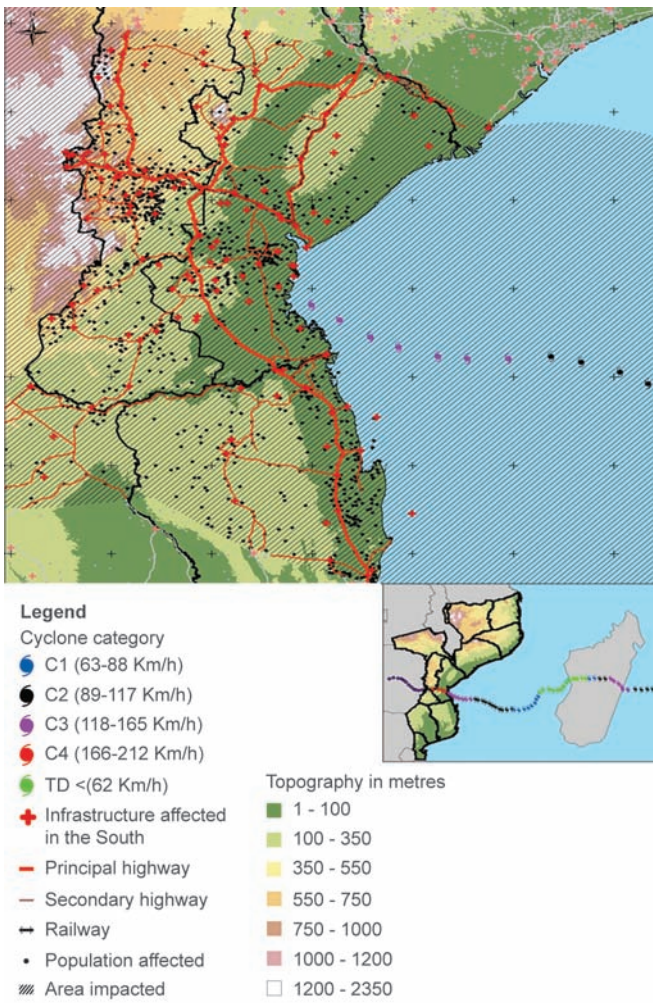 Legend
Cyclone category
C1 (63-88 Km/h)
C2 (89-117 Km/h)
C3 (118-165 Km/h)
C4 (166-212 Km/h)
TD <(62 Km/h)
Infrastructure affected
in the South
Principal highway
Secondary highway
Railway
Population affected
Area impacted
Topography in metres
1 - 100
100 - 350
350 - 550
550 - 750
750 - 1000
1000 - 1200
1200 - 2350